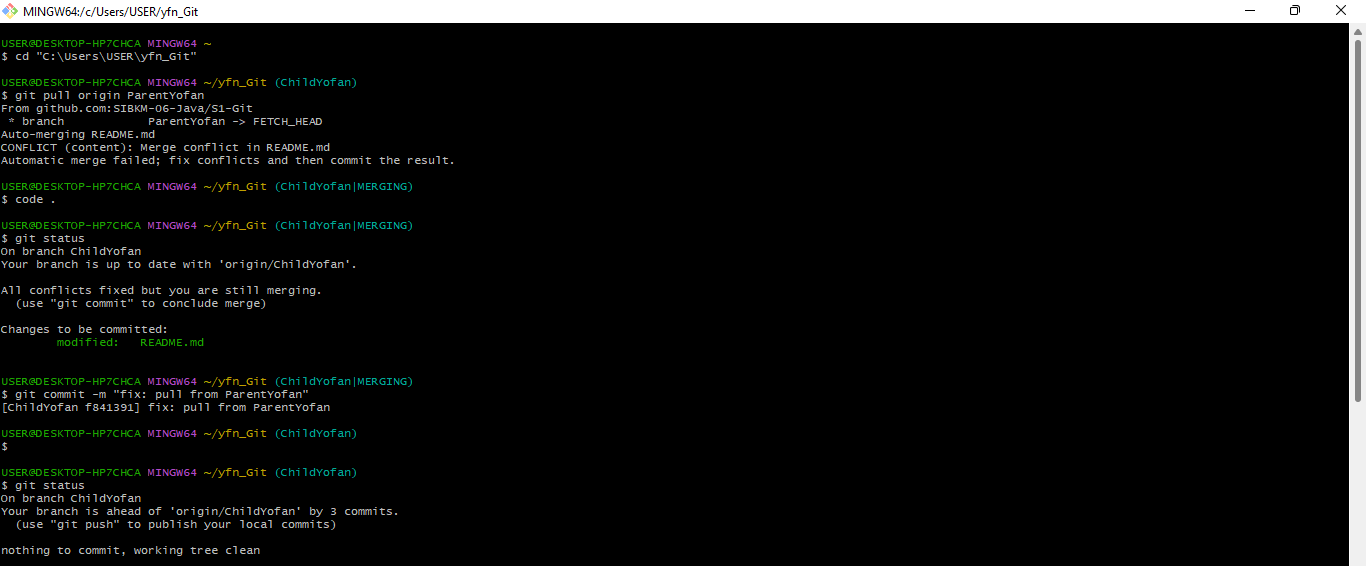 MINGW64:/c/Users/USER/yfn_Git
USER@DESKTOP-HP7CHCA MINGW64 ~
$ cd "C:\Users\USER\yfn_Git"
USER@DESKTOP-HP7CHCA MINGW64 ~/yfn_Git (ChildYofan)
$ git pull origin ParentYofan
From github.com:SIBKM-06-Java/S1-Git
 * branch            ParentYofan -> FETCH_HEAD
Auto-merging README.md
CONFLICT (content): Merge conflict in README.md
Automatic merge failed; fix conflicts and then commit the result.
USER@DESKTOP-HP7CHCA MINGW64 ~/yfn_Git (ChildYofan|MERGING)
$ code .
USER@DESKTOP-HP7CHCA MINGW64 ~/yfn_Git (ChildYofan|MERGING)
$ git status
On branch ChildYofan
Your branch is up to date with 'origin/ChildYofan'.
All conflicts fixed but you are still merging.
  (use "git commit" to conclude merge)
Changes to be committed:
        modified:   README.md
USER@DESKTOP-HP7CHCA MINGW64 ~/yfn_Git (ChildYofan|MERGING)
$ git commit -m "fix: pull from ParentYofan"
[ChildYofan f841391] fix: pull from ParentYofan
USER@DESKTOP-HP7CHCA MINGW64 ~/yfn_Git (ChildYofan)
$
USER@DESKTOP-HP7CHCA MINGW64 ~/yfn_Git (ChildYofan)
$ git status
On branch ChildYofan
Your branch is ahead of 'origin/ChildYofan' by 3 commits.
  (use "git push" to publish your local commits)
nothing to commit, working tree clean